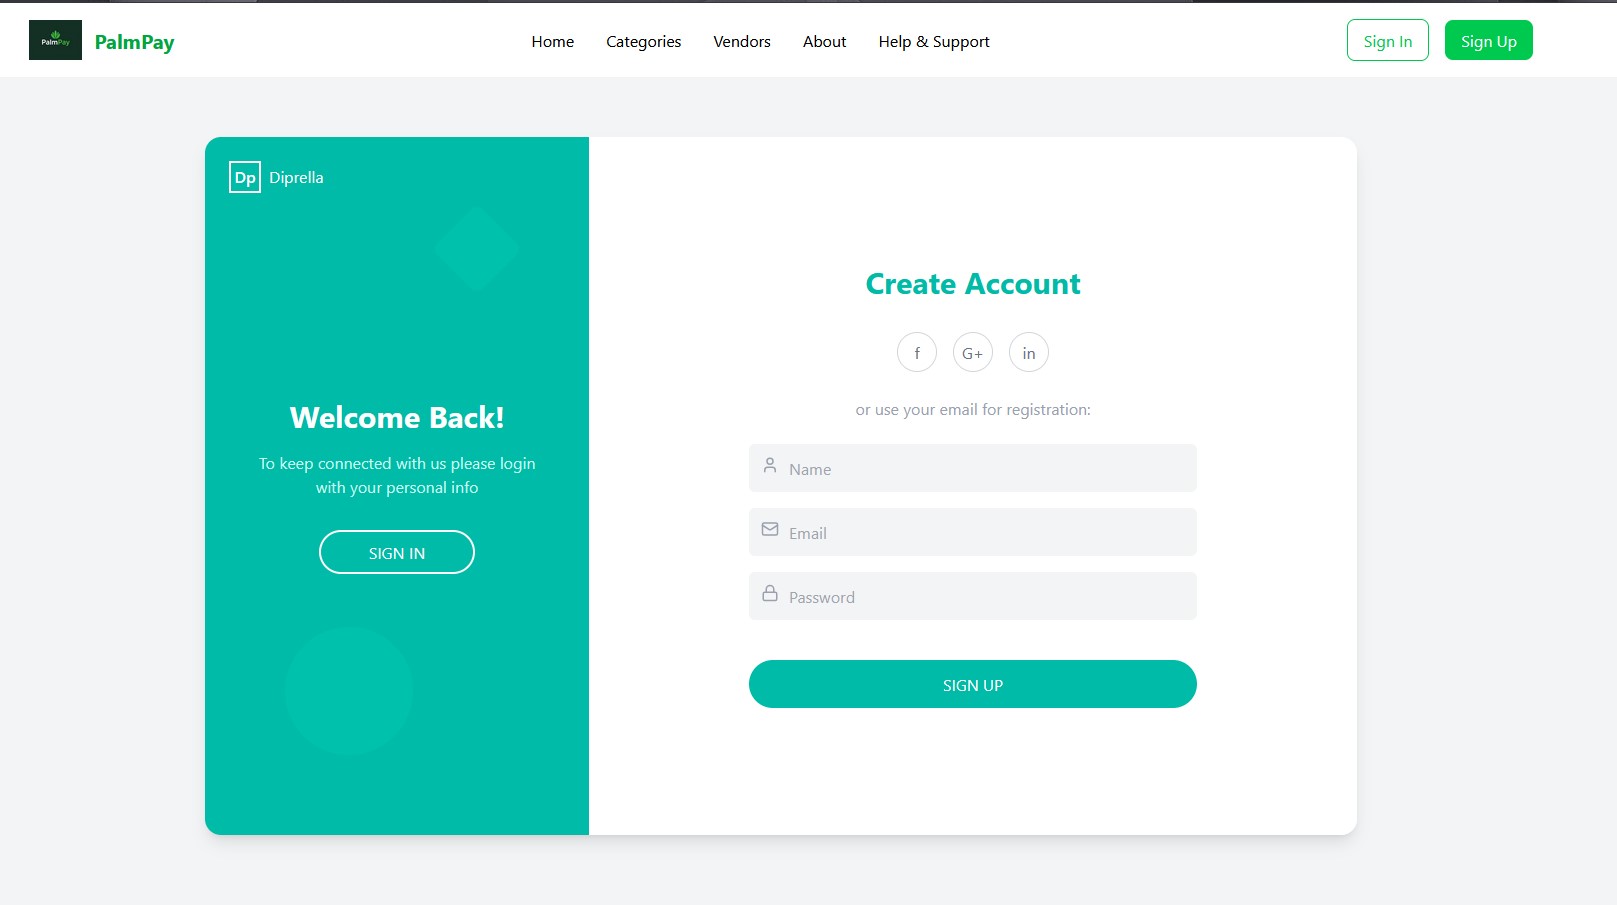 PalmPay
PalmPay
Home
Categories
Vendors
About
Help & Support
Sign In
Sign Up
Dp
Diprella
Welcome Back!
To keep connected with us please login
with your personal info
SIGN IN
Create Account
f
G+
in
or use your email for registration:
Name
Email
Password
SIGN UP